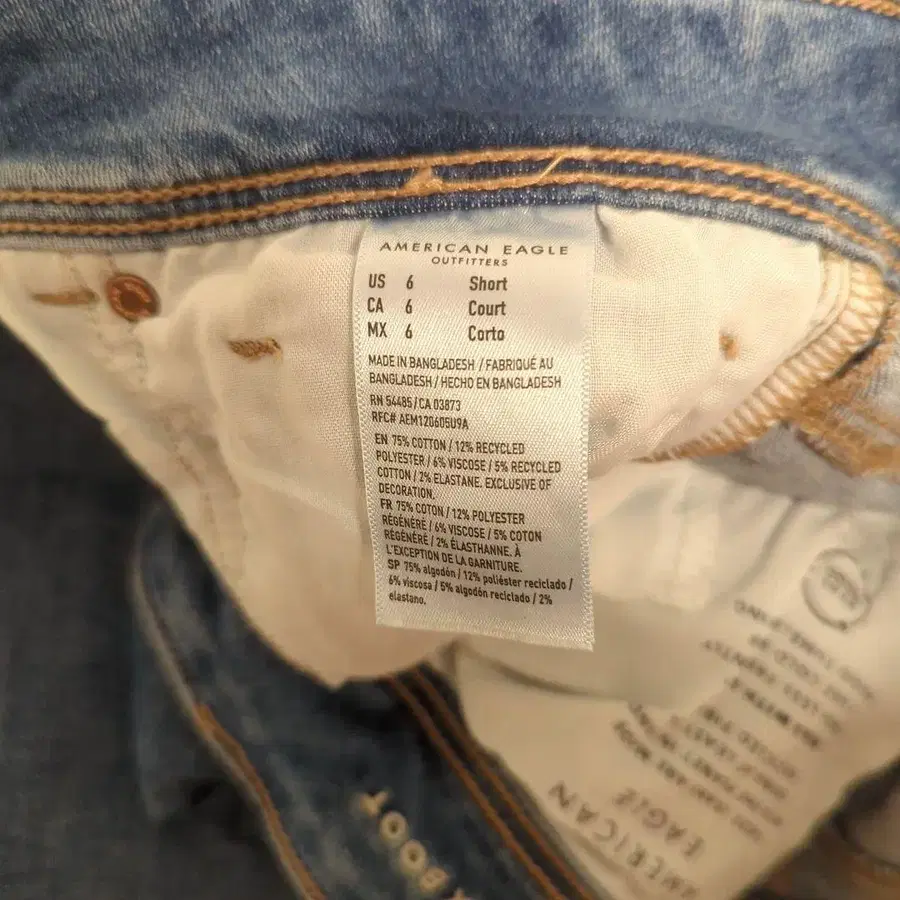 AMERICAN EAGLE
OUTFITTERS
US 6 Short
CA 6 Court
MX 6 Corto
MADE IN BANGLADESH / FABRIQUÉ AU
BANGLADESH / HECHO EN BANGLADESH
RN 54485 / CA 03873
RFC# AEM120605U9A
EN 75% COTTON / 12% RECYCLED
POLYESTER / 6% VISCOSE / 5% RECYCLED
COTTON / 2% ELASTANE. EXCLUSIVE OF
DECORATION.
FR 75% COTON / 12% POLYESTER
RÉGÉNÉRÉ / 6% VISCOSE / 5% COTON
RÉGÉNÉRÉ / 2% ÉLASTHANNE. À
L'EXCEPTION DE LA GARNITURE.
SP 75% algodón / 12% poliéster reciclado /
6% viscosa / 5% algodón reciclado / 2%
elastano.
BOOT
AMERICAN
EAGLE